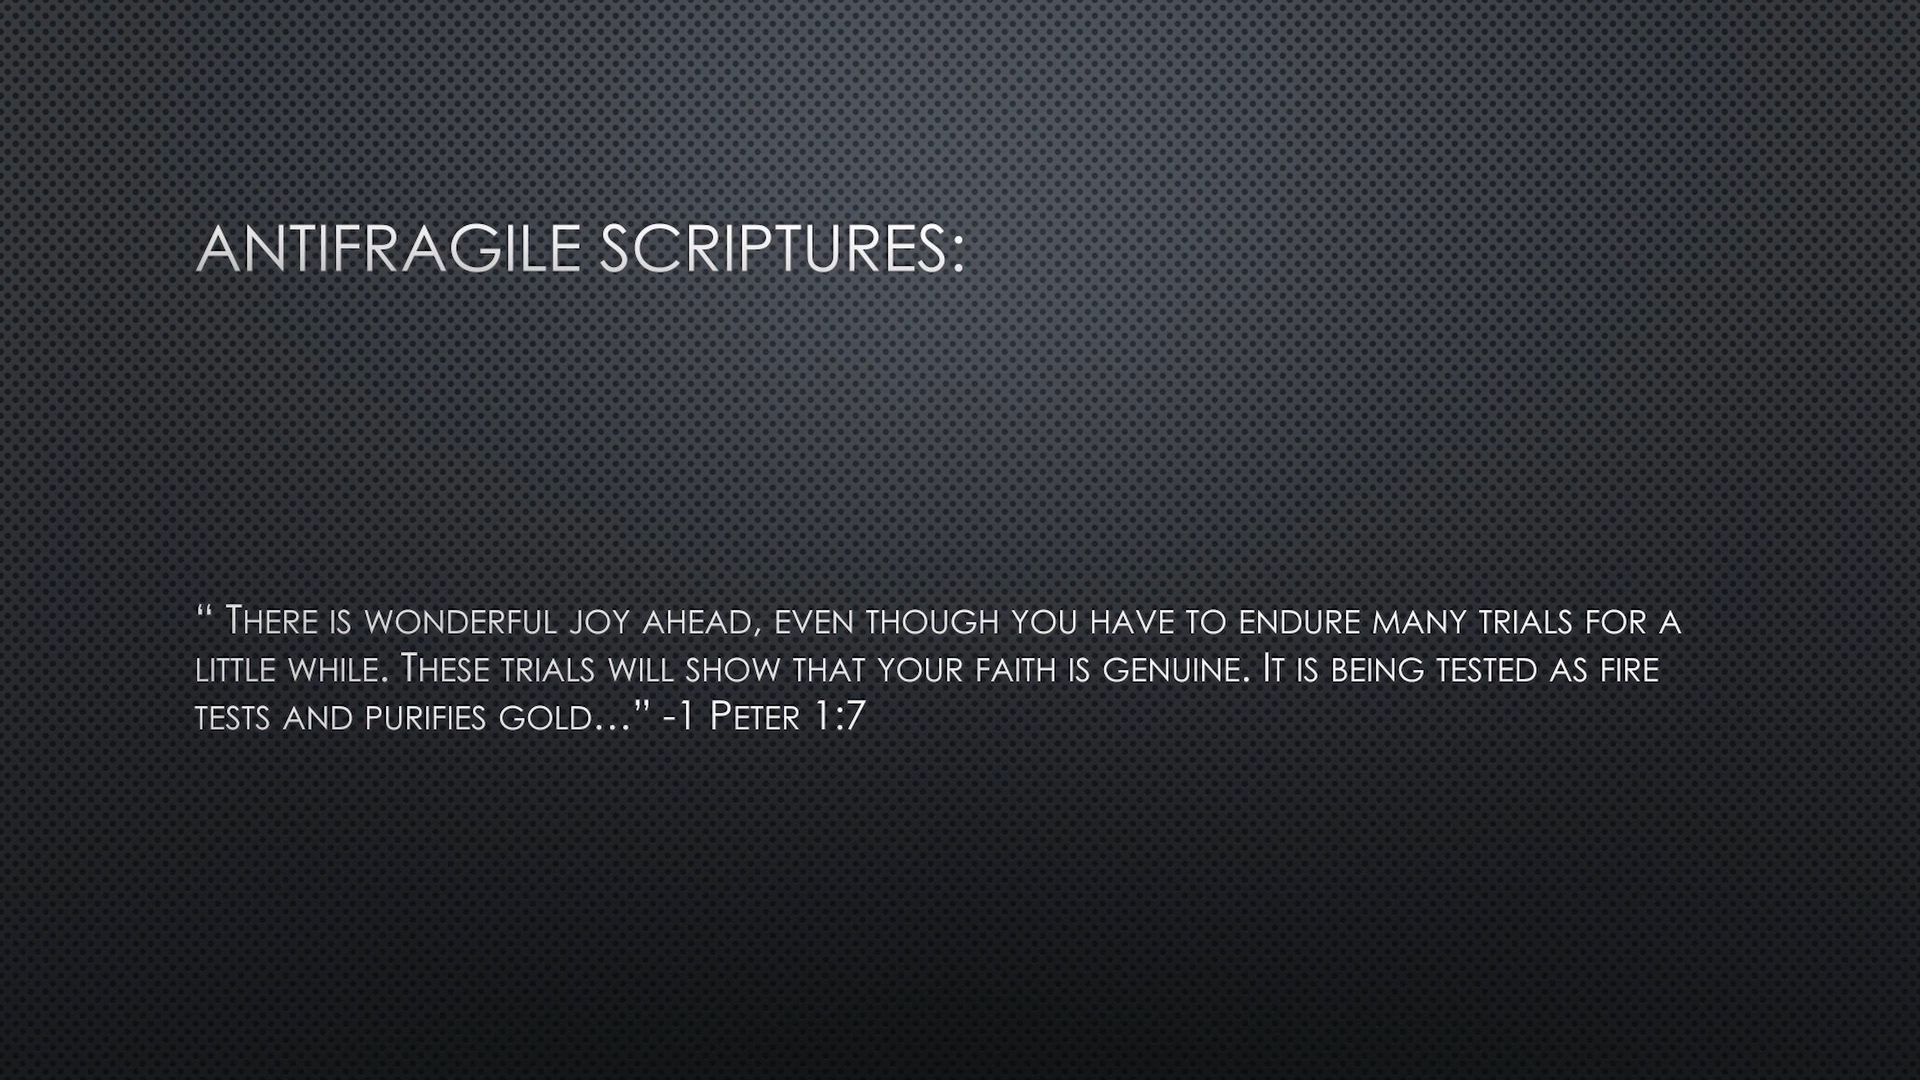 ANTIFRAGILE SCRIPTURES:
“ There is wonderful joy ahead, even though you have to endure many trials for a
little while. These trials will show that your faith is genuine. It is being tested as fire
tests and purifies gold…” -1 Peter 1:7